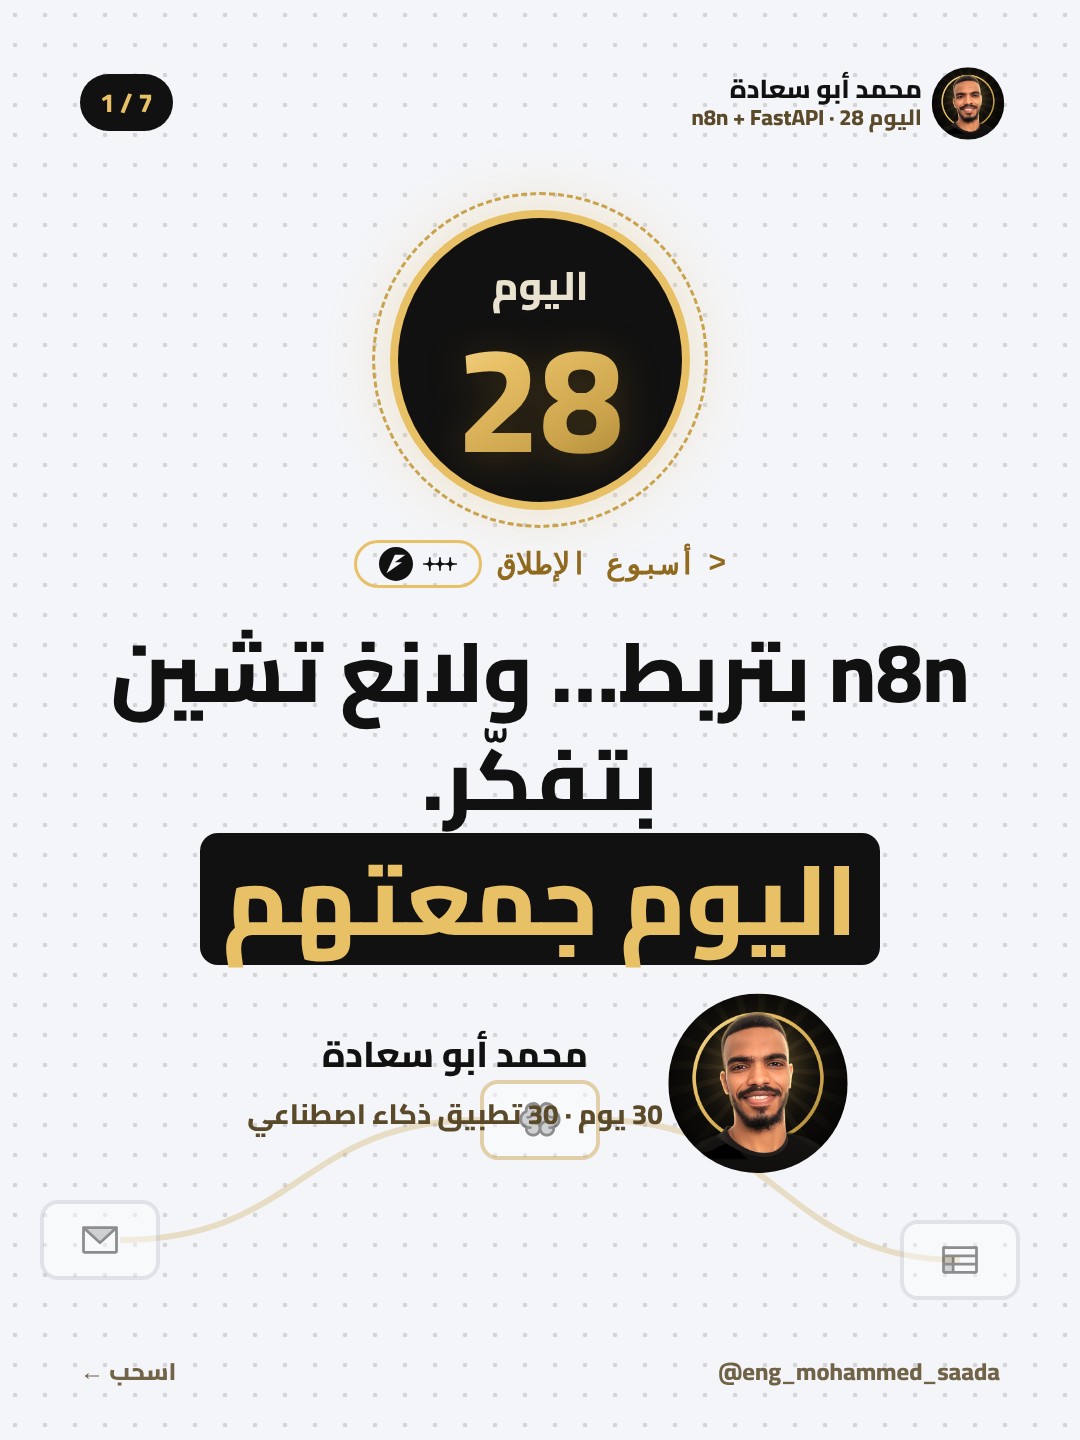 محمد أبو سعادة
اليوم 28 · n8n + FastAPI
1 / 7
اليوم
28
> أسبوع الإطلاق
n8n بتربط... ولانغ تشين
بتفكّر.
اليوم جمعتهم
محمد أبو سعادة
30 يوم · 30 تطبيق ذكاء اصطناعي
@eng_mohammed_saada
اسحب ←